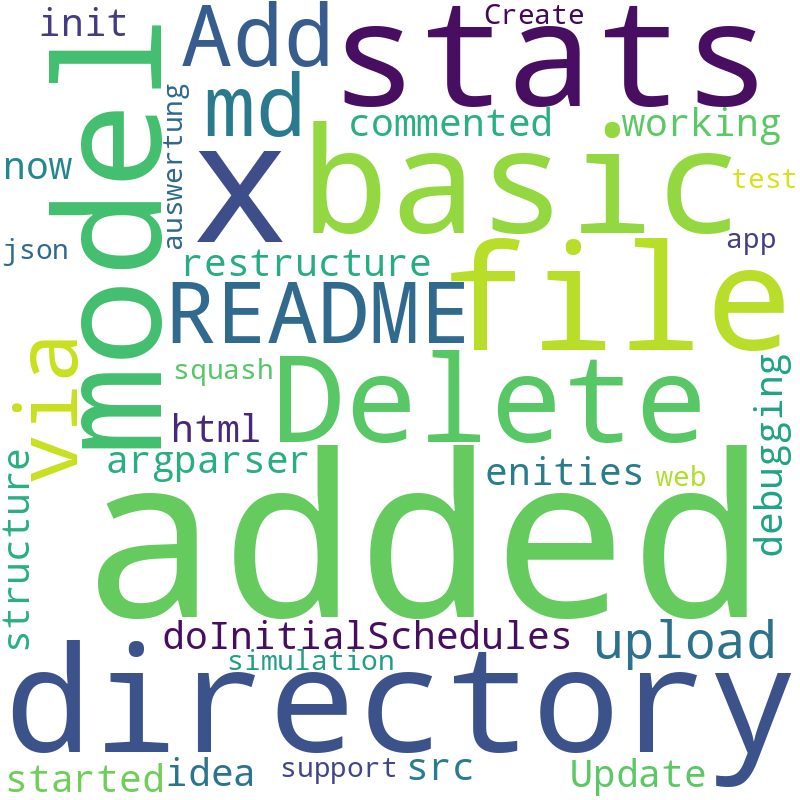 init
Add
stats
Create
model
md
commented
working
auswertung
now
x
basic
test
json
app
restructure
file
README
via
squash
Delete
debugging
html
argparser
enities
web
structure
added
doInitialSchedules
upload
simulation
directory
started
idea
support
src
Update